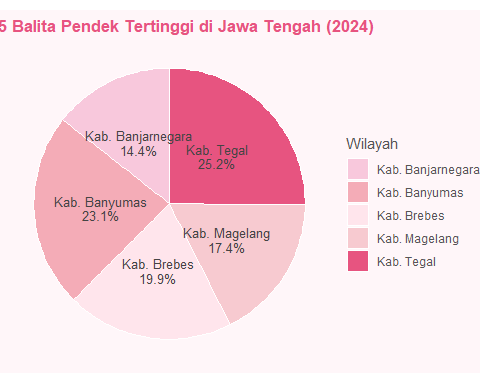 5 Balita Pendek Tertinggi di Jawa Tengah (2024)
Kab. Banjarnegara
14.4%
Kab. Tegal
25.2%
Kab. Banyumas
23.1%
Kab. Magelang
17.4%
Kab. Brebes
19.9%
Wilayah
Kab. Banjarnegara
Kab. Banyumas
Kab. Brebes
Kab. Magelang
Kab. Tegal